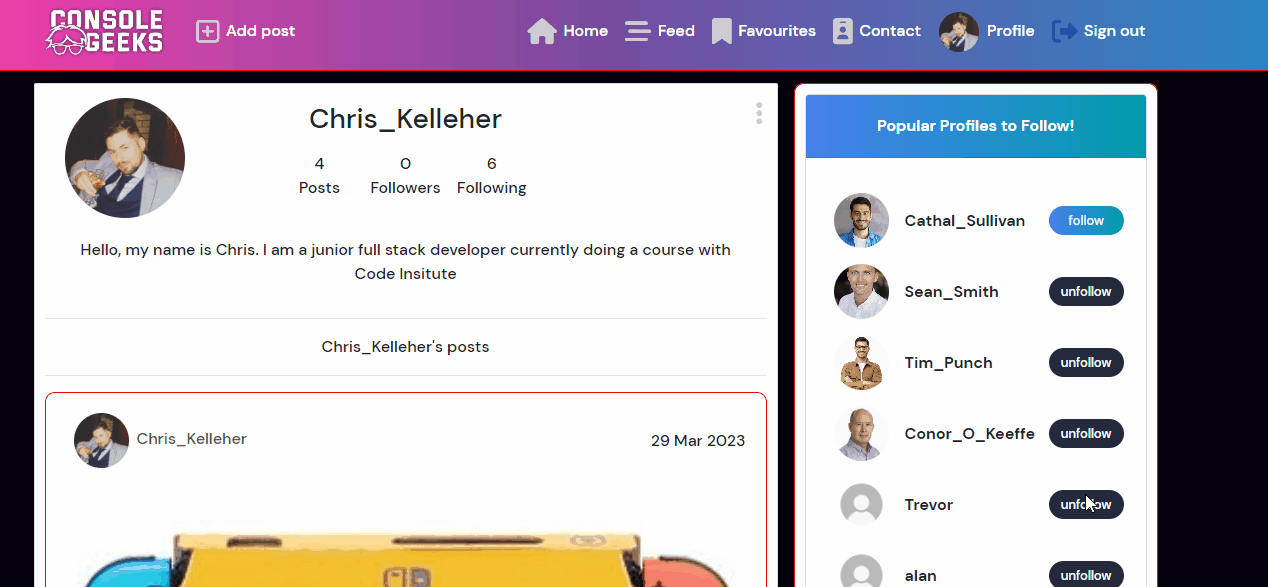 CONSOLE
GEEKS
Add post
Home
Feed
Favourites
Contact
Profile
Sign out
Chris_Kelleher
4 0 6
Posts Followers Following
Hello, my name is Chris. I am a junior full stack developer currently doing a course with
Code Insitute
Chris_Kelleher's posts
Chris_Kelleher
29 Mar 2023
Popular Profiles to Follow!
Cathal_Sullivan follow
Sean_Smith unfollow
Tim_Punch unfollow
Conor_O_Keeffe unfollow
Trevor unfollow
alan unfollow